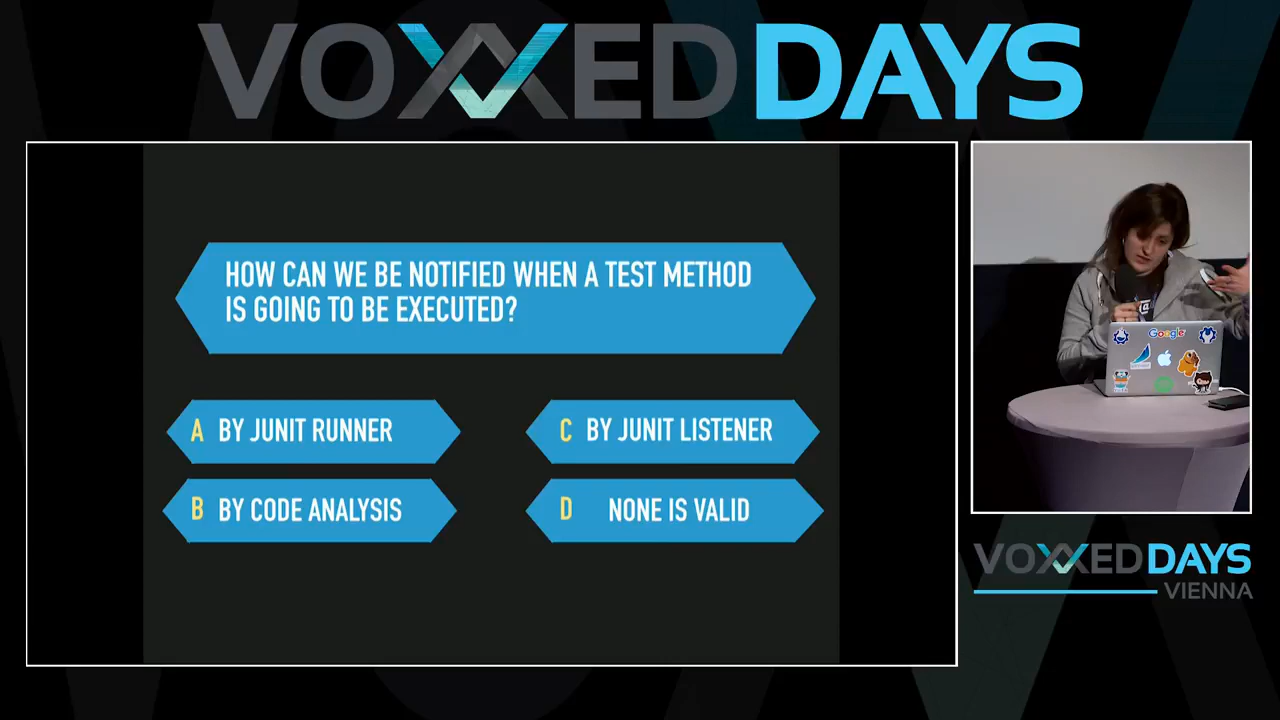 VOXXED DAYS
HOW CAN WE BE NOTIFIED WHEN A TEST METHOD
IS GOING TO BE EXECUTED?
A BY JUNIT RUNNER
B BY CODE ANALYSIS
C BY JUNIT LISTENER
D NONE IS VALID
Google
VOXXED DAYS
VIENNA